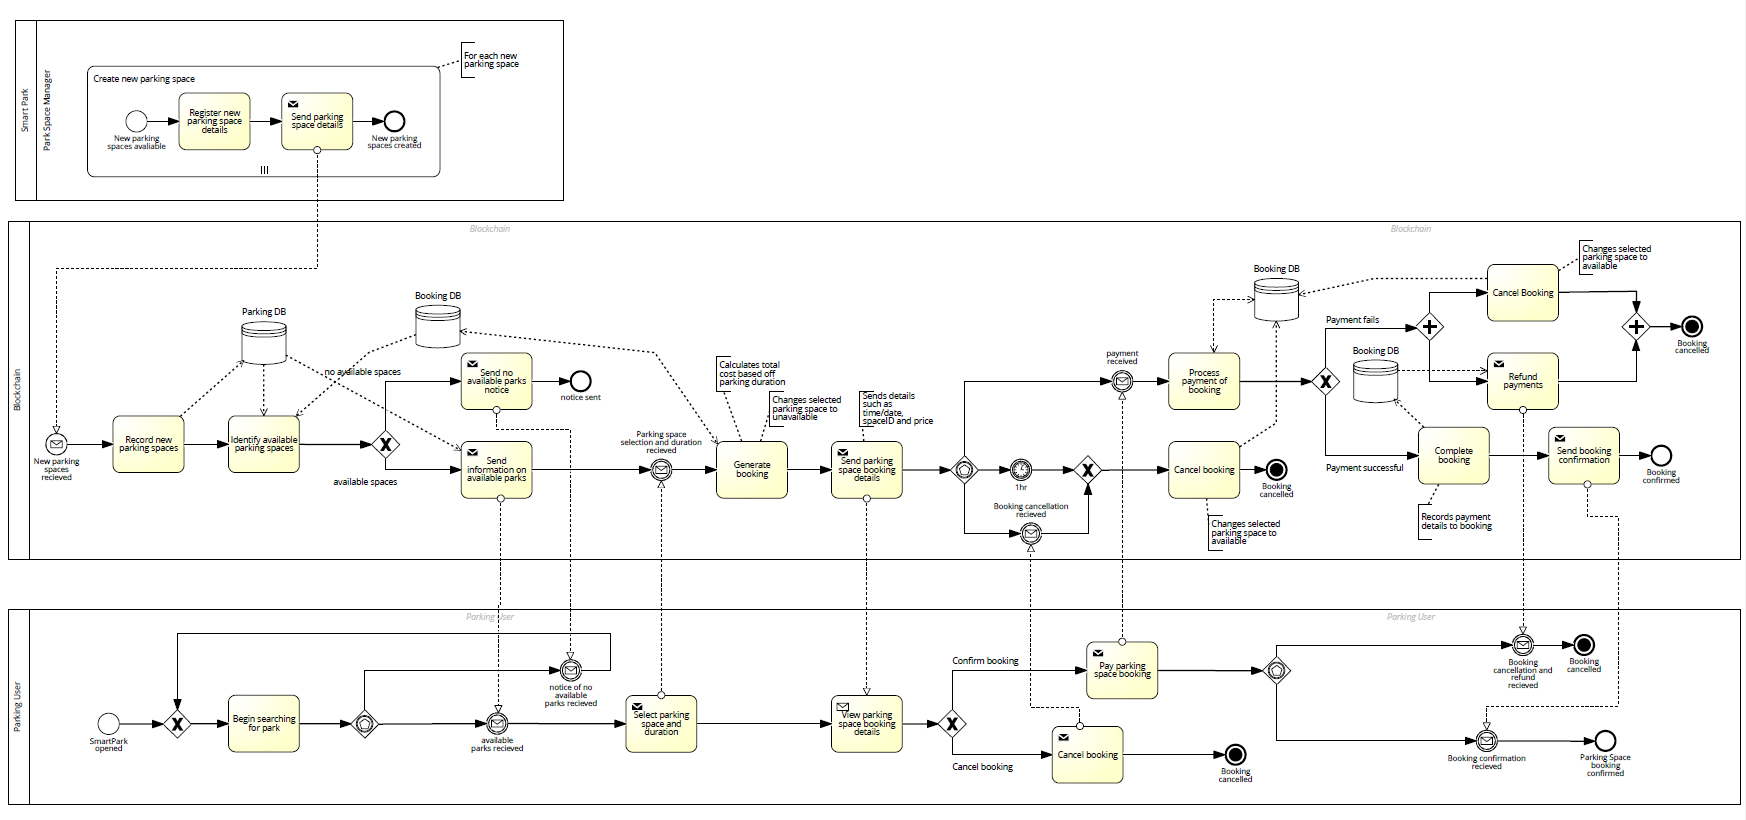 Smart Park
Park Space Manager
For each new
parking space
Create new parking space
New parking
spaces avaliable
Register new
parking space
details
Send parking
space details
New parking
spaces created
Blockchain
Blockchain
Blockchain
New parking
spaces
recieved
Record new
parking spaces
Parking DB
Identify available
parking spaces
Booking DB
no available spaces
available spaces
Send no
available parks
notice
notice sent
Send
information on
available parks
Parking space
selection and duration
recieved
Calculates total
cost based off
parking duration
Changes selected
parking space to
unavailable
Generate
booking
Sends details
such as
time/date,
spaceID and price
Send parking
space booking
details
1hr
Booking cancellation
recieved
payment
received
Process
payment of
booking
Cancel booking
Booking
cancelled
Changes selected
parking space to
available
Booking DB
Payment fails
Payment successful
Booking DB
Cancel Booking
Changes selected
parking space to
available
Refund
payments
Booking
cancelled
Complete
booking
Records payment
details to booking
Send booking
confirmation
Booking
confirmed
Parking User
Parking User
Parking User
SmartPark
opened
Begin searching
for park
notice of no
available
parks recieved
available
parks recieved
Select parking
space and
duration
View parking
space booking
details
Confirm booking
Cancel booking
Pay parking
space booking
Cancel booking
Booking
cancelled
Booking
cancellation and
refund
recieved
Booking
cancelled
Booking confirmation
recieved
Parking Space
booking
confirmed